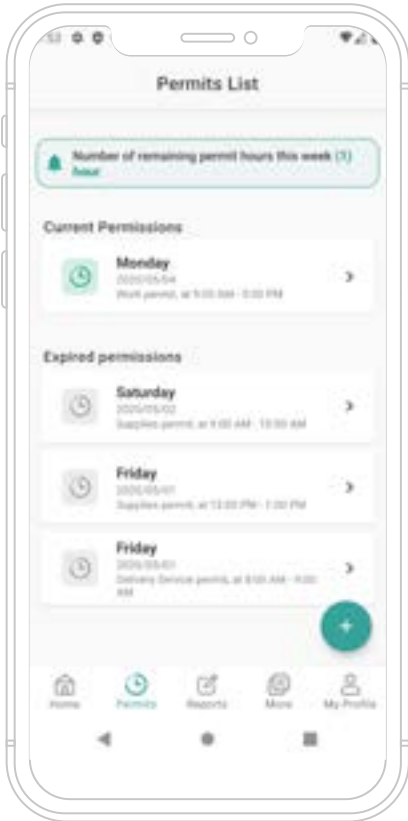 Permits List
Number of remaining permit hours this week (1)
hour
Current Permissions
Monday
2020/05/04
Work permit, at 9:00 AM - 5:00 PM
Expired permissions
Saturday
2020/05/02
Supplies permit, at 9:00 AM - 10:00 AM
Friday
2020/05/01
Supplies permit, at 12:00 PM - 1:00 PM
Friday
2020/05/01
Delivery Service permit, at 8:00 AM - 9:00
AM
Home Permits Reports More My Profile